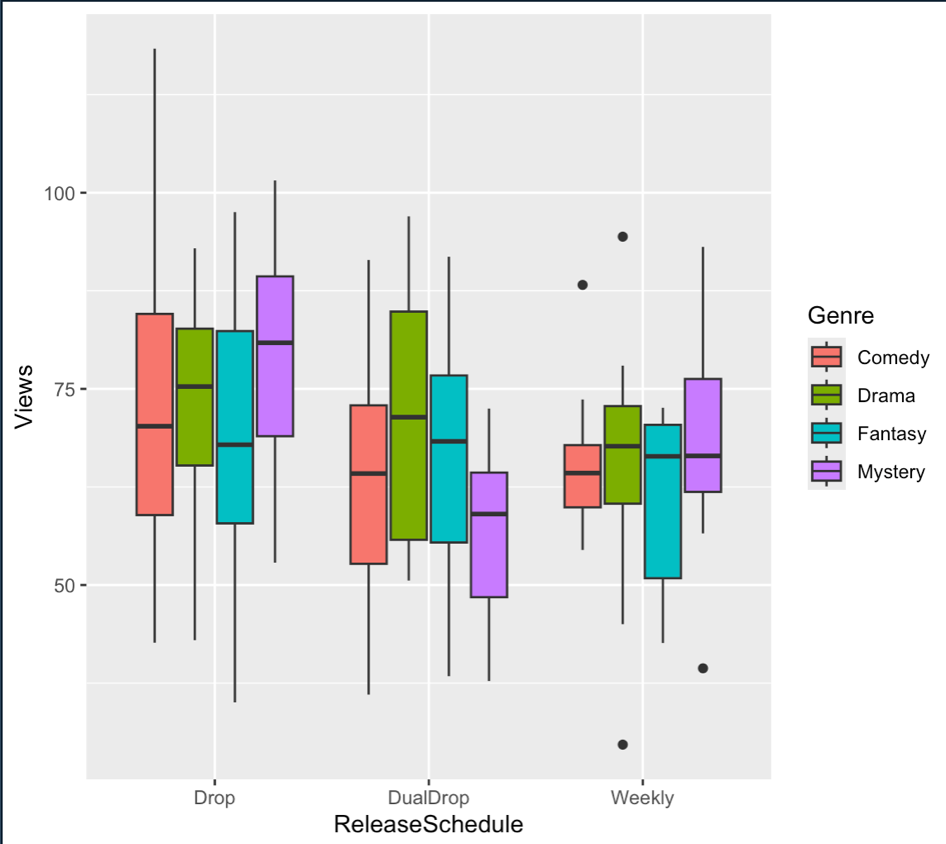 100
75
50
Views
Drop
DualDrop
Weekly
ReleaseSchedule
Genre
Comedy
Drama
Fantasy
Mystery